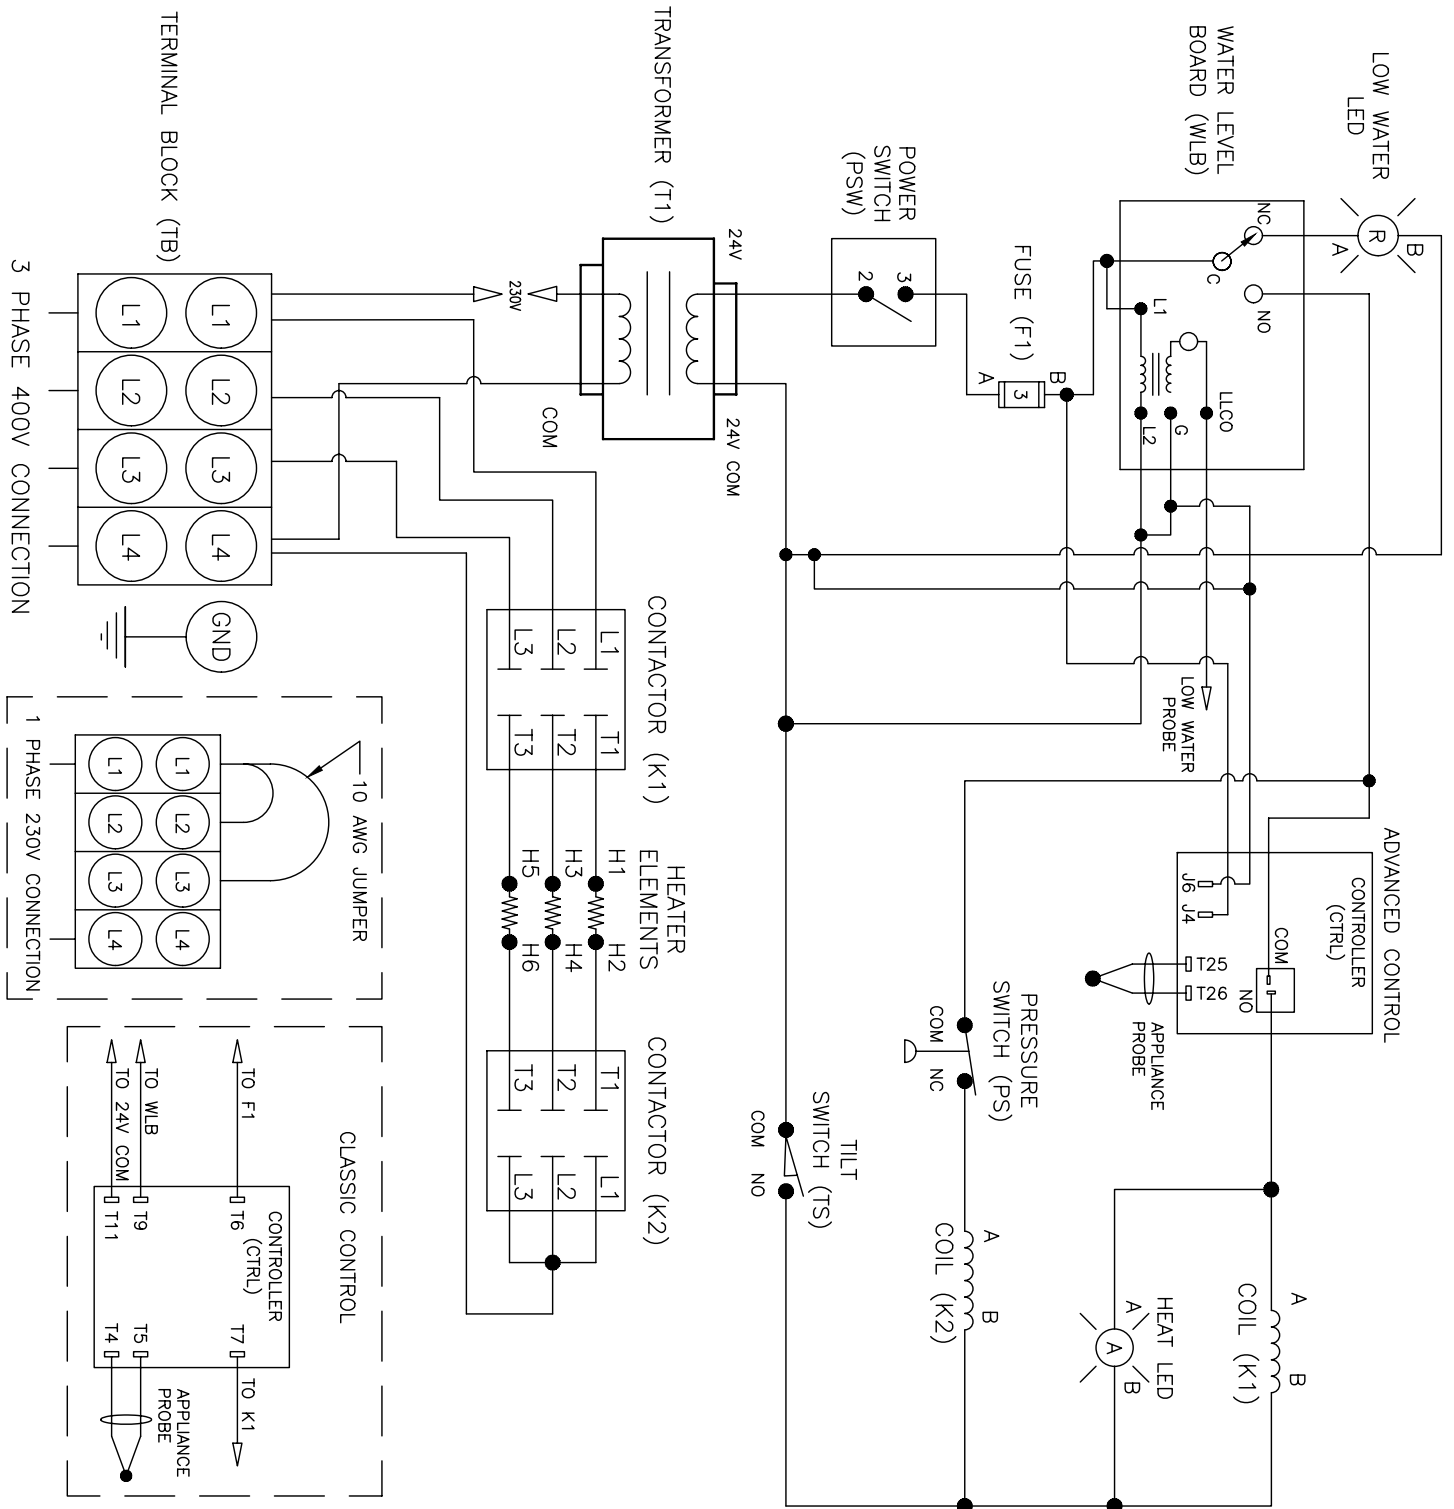 LOW WATER
LED
R
A
B
WATER LEVEL
BOARD (WLB)
NC
C
NO
L1
LLCO
G
L2
LOW WATER
PROBE
ADVANCED CONTROL
CONTROLLER
(CTRL)
J6
J4
COM
NO
T25
T26
APPLIANCE
PROBE
A
COIL (K1)
B
HEAT LED
A
A
B
FUSE (F1)
A
3
B
POWER
SWITCH
(PSW)
2
3
PRESSURE
SWITCH (PS)
COM
NC
A
COIL (K2)
B
TILT
SWITCH (TS)
COM
NO
TRANSFORMER (T1)
24V
24V COM
230V
COM
CONTACTOR (K1)
L1
L2
L3
T1
T2
T3
HEATER
ELEMENTS
H1
H3
H5
H2
H4
H6
CONTACTOR (K2)
T1
T2
T3
L1
L2
L3
TERMINAL BLOCK (TB)
L1
L2
L3
L4
L1
L2
L3
L4
GND
3 PHASE 400V CONNECTION
10 AWG JUMPER
L1
L2
L3
L4
L1
L2
L3
L4
1 PHASE 230V CONNECTION
CLASSIC CONTROL
CONTROLLER
(CTRL)
TO F1
T6
T7
TO K1
TO WLB
T9
T5
TO 24V COM
T11
T4
APPLIANCE
PROBE